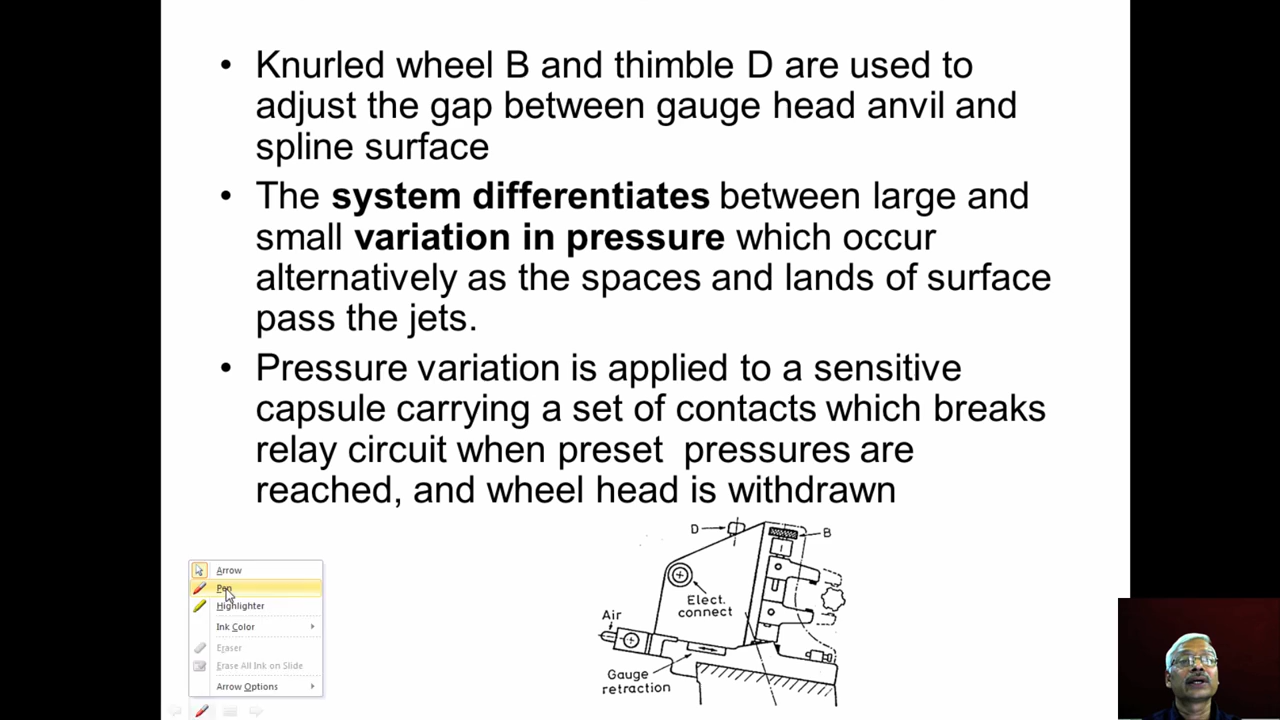 • Knurled wheel B and thimble D are used to
adjust the gap between gauge head anvil and
spline surface
• The system differentiates between large and
small variation in pressure which occur
alternatively as the spaces and lands of surface
pass the jets.
• Pressure variation is applied to a sensitive
capsule carrying a set of contacts which breaks
relay circuit when preset pressures are
reached, and wheel head is withdrawn
D
B
Elect.
connect
Air
Gauge
retraction
Arrow
Pen
Highlighter
Ink Color
Eraser
Erase All Ink on Slide
Arrow Options